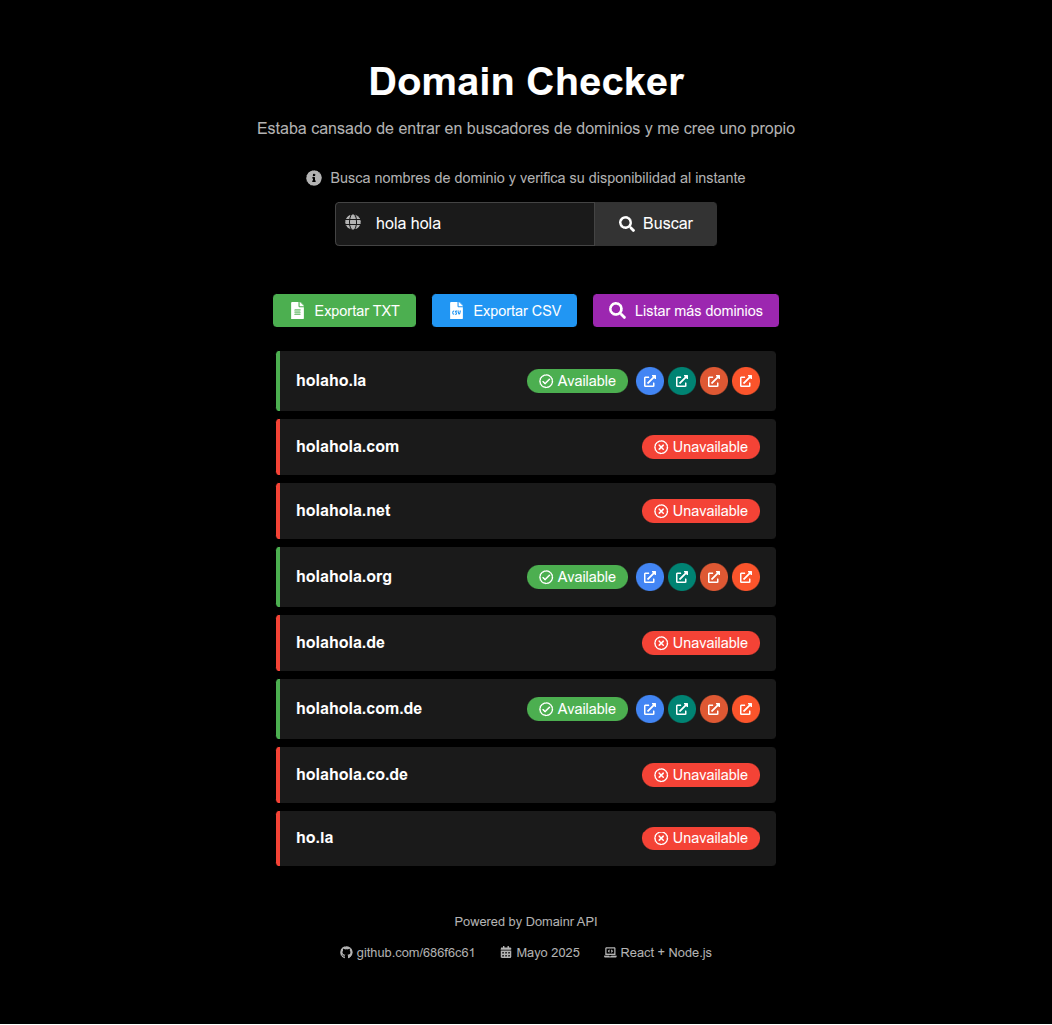 Domain Checker
Estaba cansado de entrar en buscadores de dominios y me cree uno propio
Busca nombres de dominio y verifica su disponibilidad al instante
hola hola Buscar
Exportar TXT Exportar CSV Listar más dominios
holaho.la Available
holahola.com Unavailable
holahola.net Unavailable
holahola.org Available
holahola.de Unavailable
holahola.com.de Available
holahola.co.de Unavailable
ho.la Unavailable
Powered by Domainr API
github.com/686f6c61 Mayo 2025 React + Node.js